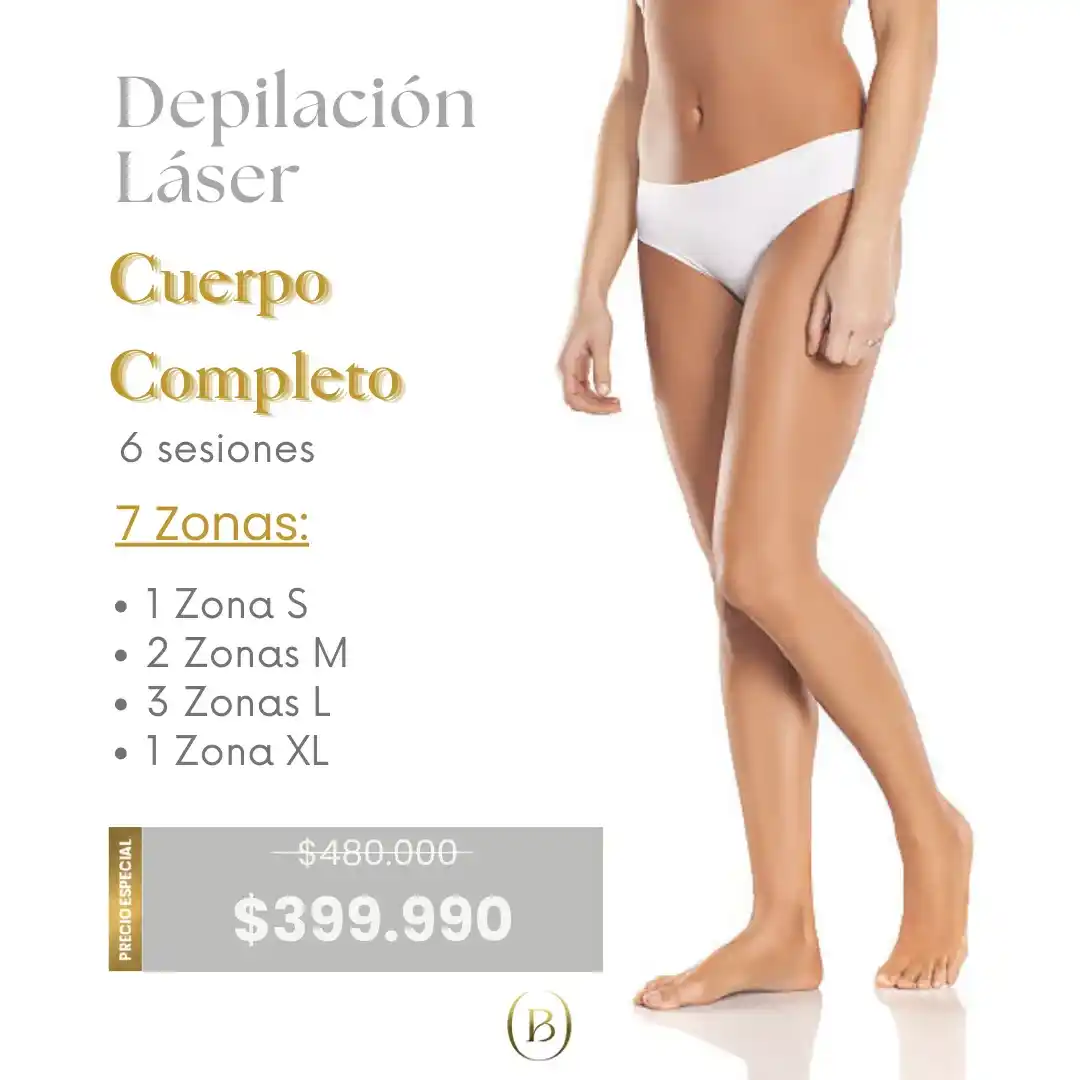 Depilación
Láser
Cuerpo
Completo
6 sesiones
7 Zonas:
• 1 Zona S
• 2 Zonas M
• 3 Zonas L
• 1 Zona XL
PRECIO ESPECIAL
$480.000
$399.990
B